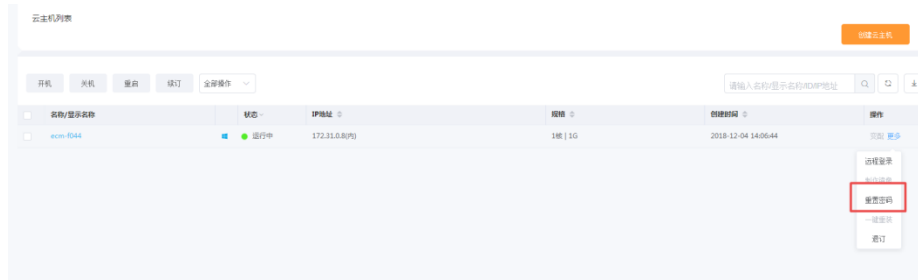 云主机列表
创建云主机
开机 关机 重启 续订 全部操作
请输入名称/显示名称/ID/IP地址
名称/显示名称 状态 IP地址 规格 创建时间 操作
ecm-f044 运行中 172.31.0.8(内) 1核 | 1G 2018-12-04 14:06:44 更多
远程登录
重置密码
一键重装
退订